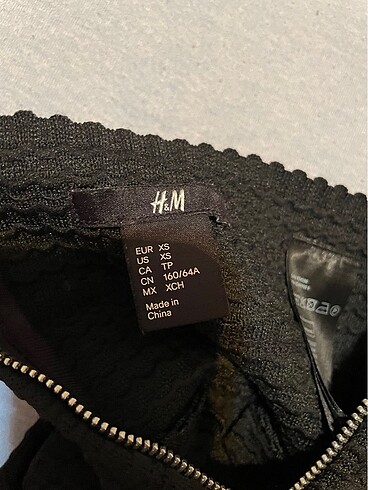 H&M
EUR XS
US XS
CA TP
CN 160/64A
MX XCH
Made in
China